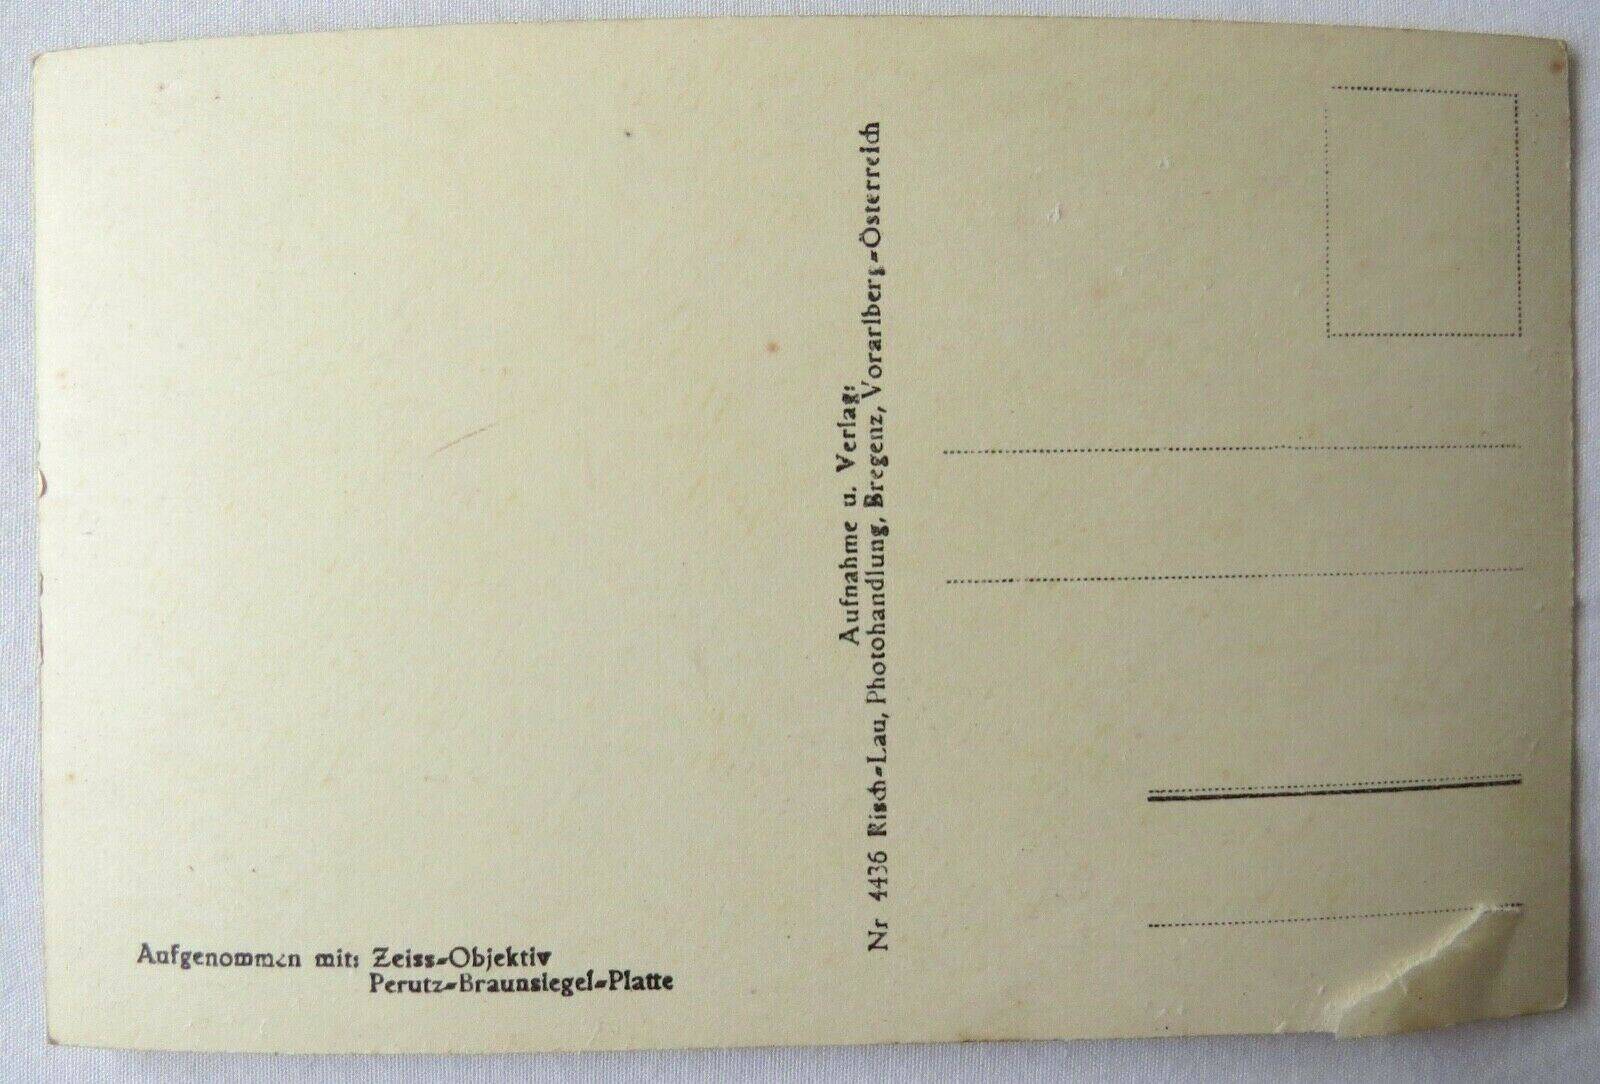 Aufnahme u. Verlag:
Nr 4436 Risch-Lau, Photohandlung, Bregenz, Vorarlberg-Österreich
Aufgenommen mit: Zeiss-Objektiv
Perutz-Braunsiegel-Platte